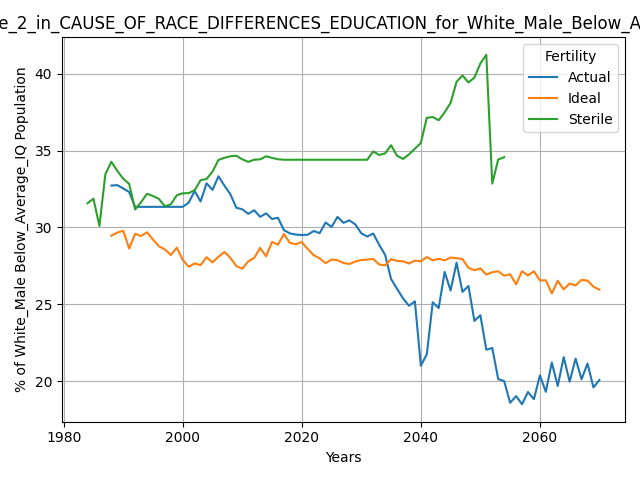 e_2_in_CAUSE_OF_RACE_DIFFERENCES_EDUCATION_for_White_Male_Below_A
Fertility
Actual
Ideal
Sterile
% of White_Male Below_Average_IQ Population
40
35
30
25
20
1980
2000
2020
2040
2060
Years